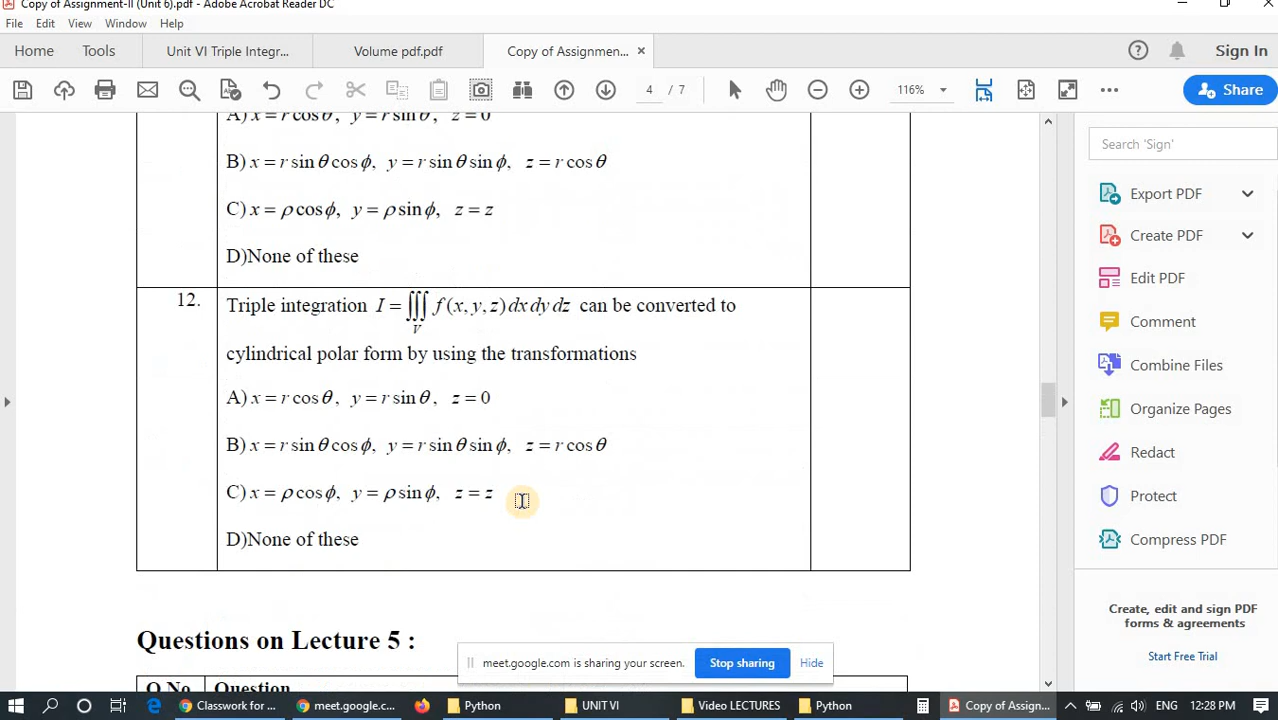 Copy of Assignment-II (Unit 6).pdf - Adobe Acrobat Reader DC
File Edit View Window Help
Home Tools Unit VI Triple Integr... Volume pdf.pdf Copy of Assignmen... × Sign In
4 / 7 116% Share
A) x = r cos θ, y = r sin θ, z = 0
B) x = r sin θ cos ϕ, y = r sin θ sin ϕ, z = r cos θ
C) x = ρ cos ϕ, y = ρ sin ϕ, z = z
D)None of these
12. Triple integration I = ∭_V f(x, y, z) dx dy dz can be converted to
cylindrical polar form by using the transformations
A) x = r cos θ, y = r sin θ, z = 0
B) x = r sin θ cos ϕ, y = r sin θ sin ϕ, z = r cos θ
C) x = ρ cos ϕ, y = ρ sin ϕ, z = z
D)None of these
Questions on Lecture 5 :
Q.No. Question
Search 'Sign'
Export PDF
Create PDF
Edit PDF
Comment
Combine Files
Organize Pages
Redact
Protect
Compress PDF
Create, edit and sign PDF
forms & agreements
Start Free Trial
meet.google.com is sharing your screen. Stop sharing Hide
Classwork for ... meet.google.co... Python UNIT VI Video LECTURES Python Copy of Assign... 12:28 PM